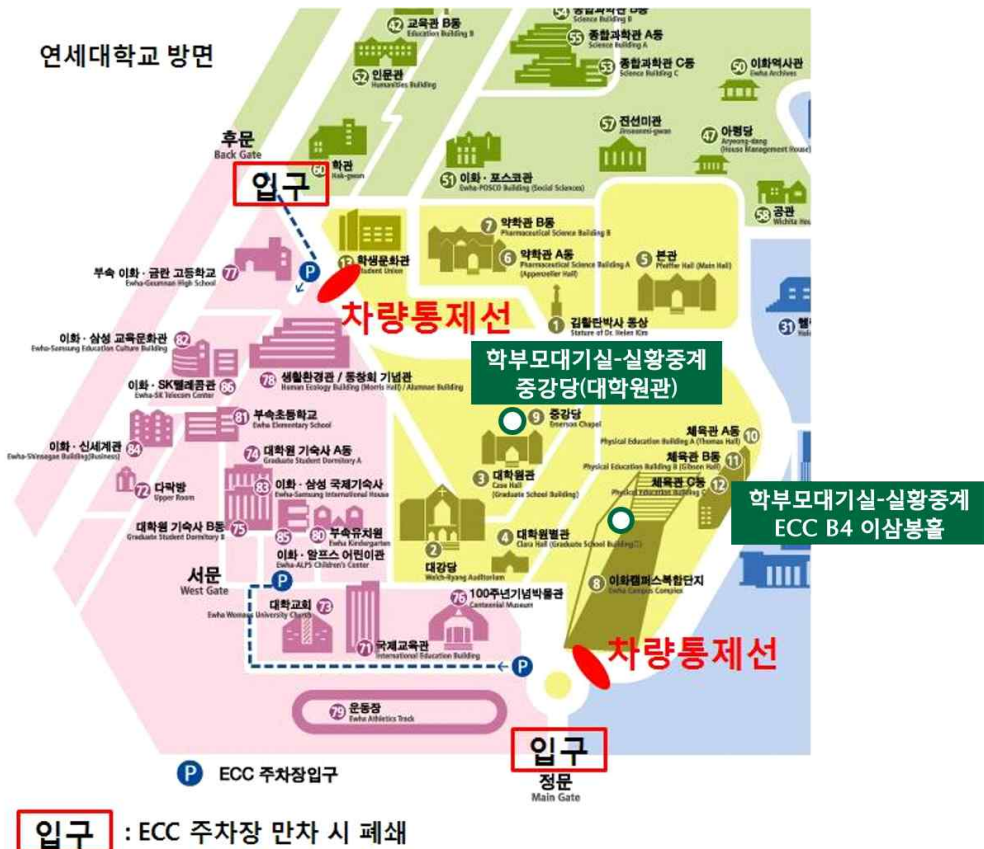 연세대학교 방면
42 교육관 B동
Education Building B
52 인문관
Humanities Building
54 종합과학관 B동
Science Building B
55 종합과학관 A동
Science Building A
53 종합과학관 C동
Science Building C
50 이화역사관
Ewha Archives
57 진선미관
Jinseonmi-gwan
47 아령당
Aryeong-dang
(House Management House)
후문
Back Gate
입구
60 학관
Hak-gwan
51 이화·포스코관
Ewha-POSCO Building (Social Sciences)
58 공관
Wichita Hou
7 약학관 B동
Pharmaceutical Science Building B
6 약학관 A동
Pharmaceutical Science Building A
(Appenzeller Hall)
5 본관
Pfeiffer Hall (Main Hall)
13 학생문화관
Student Union
부속 이화·금란 고등학교 77
Ewha-Geumnan High School
P
차량통제선
1 김활란박사 동상
Stature of Dr. Helen Kim
31 헬
이화·삼성 교육문화관 82
Ewha-Samsung Education Culture Building
학부모대기실-실황중계
중강당(대학원관)
78 생활환경관 / 동창회 기념관
Human Ecology Building (Morris Hall) / Alumnae Building
이화·SK텔레콤관 86
Ewha-SK Telecom Center
81 부속초등학교
Ewha Elementary School
9 중강당
Emerson Chapel
체육관 A동 10
Physical Education Building A (Thomas Hall)
이화·신세계관 84
Ewha-Shinsegae Building(Business)
74 대학원 기숙사 A동
Graduate Student Dormitory A
체육관 B동 11
Physical Education Building B (Gibson Hall)
3 대학원관
Case Hall
(Graduate School Building)
체육관 C동 12
Physical Education Building C
72 다락방
Upper Room
83 이화·삼성 국제기숙사
Ewha-Samsung International House
학부모대기실-실황중계
ECC B4 이삼봉홀
대학원 기숙사 B동 75
Graduate Student Dormitory B
85 80 부속유치원
Ewha Kindergarten
이화·알프스 어린이관
Ewha-ALPS Children's Center
4 대학원별관
Clara Hall (Graduate School Building
2
대강당
Welch-Ryang Auditorium
서문
West Gate
P
8 이화캠퍼스복합단지
Ewha Campus Complex
대학교회 73
Ewha Womans University Church
76 100주년기념박물관
Centennial Museum
71 국제교육관
International Education Building
P
차량통제선
79 운동장
Ewha Athletics Track
입구
정문
Main Gate
P ECC 주차장입구
입구 : ECC 주차장 만차 시 폐쇄